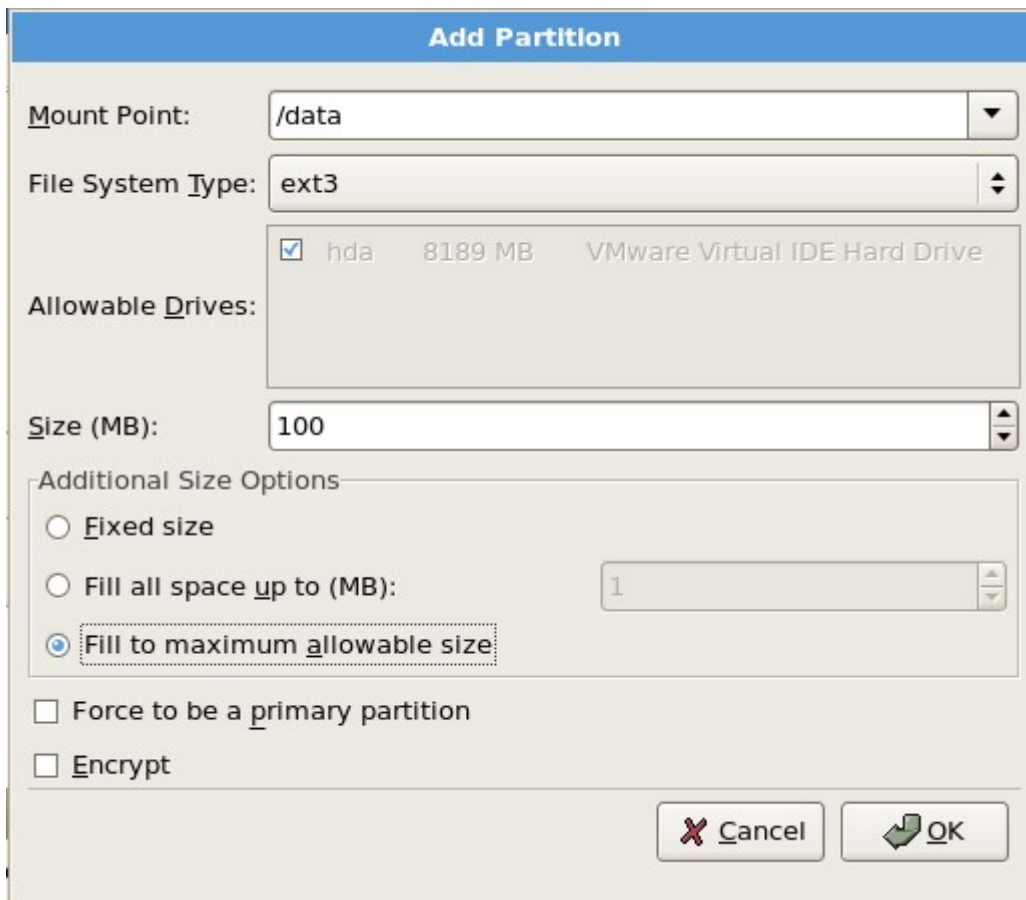 Add Partition
Mount Point: /data
File System Type: ext3
hda 8189 MB VMware Virtual IDE Hard Drive
Allowable Drives:
Size (MB): 100
Additional Size Options
Fixed size
Fill all space up to (MB): 1
Fill to maximum allowable size
Force to be a primary partition
Encrypt
Cancel OK